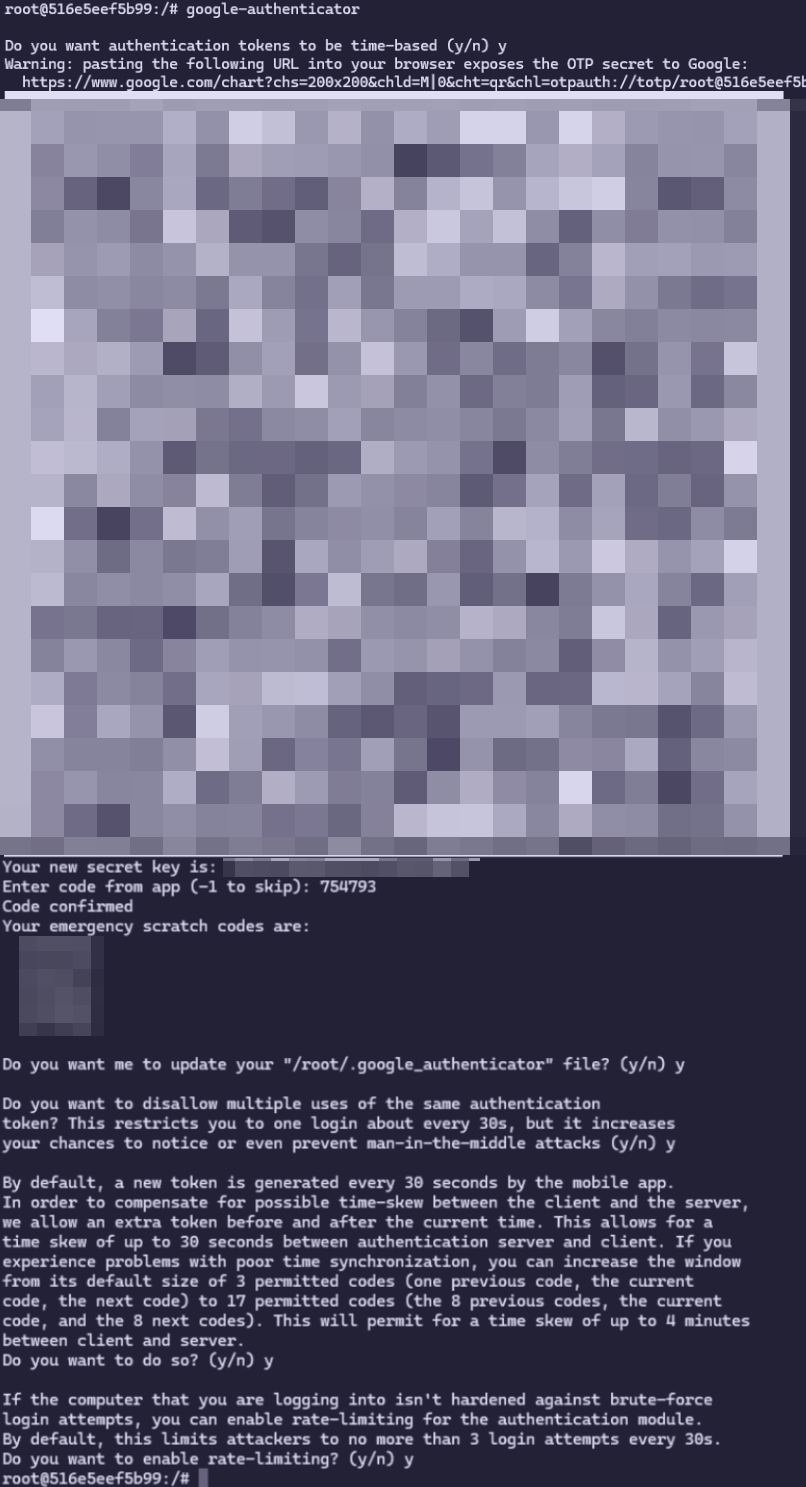 root@516e5eef5b99:/# google-authenticator
Do you want authentication tokens to be time-based (y/n) y
Warning: pasting the following URL into your browser exposes the OTP secret to Google:
https://www.google.com/chart?chs=200x200&chld=M|0&cht=qr&chl=otpauth://totp/root@516e5eef5b
Your new secret key is:
Enter code from app (-1 to skip): 754793
Code confirmed
Your emergency scratch codes are:
Do you want me to update your "/root/.google_authenticator" file? (y/n) y
Do you want to disallow multiple uses of the same authentication
token? This restricts you to one login about every 30s, but it increases
your chances to notice or even prevent man-in-the-middle attacks (y/n) y
By default, a new token is generated every 30 seconds by the mobile app.
In order to compensate for possible time-skew between the client and the server,
we allow an extra token before and after the current time. This allows for a
time skew of up to 30 seconds between authentication server and client. If you
experience problems with poor time synchronization, you can increase the window
from its default size of 3 permitted codes (one previous code, the current
code, the next code) to 17 permitted codes (the 8 previous codes, the current
code, and the 8 next codes). This will permit for a time skew of up to 4 minutes
between client and server.
Do you want to do so? (y/n) y
If the computer that you are logging into isn't hardened against brute-force
login attempts, you can enable rate-limiting for the authentication module.
By default, this limits attackers to no more than 3 login attempts every 30s.
Do you want to enable rate-limiting? (y/n) y
root@516e5eef5b99:/#